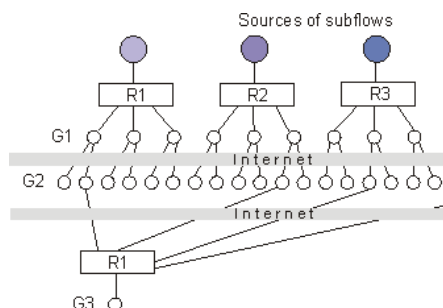 Sources of subflows
R1
R2
R3
G1
Internet
G2
Internet
R1
G3